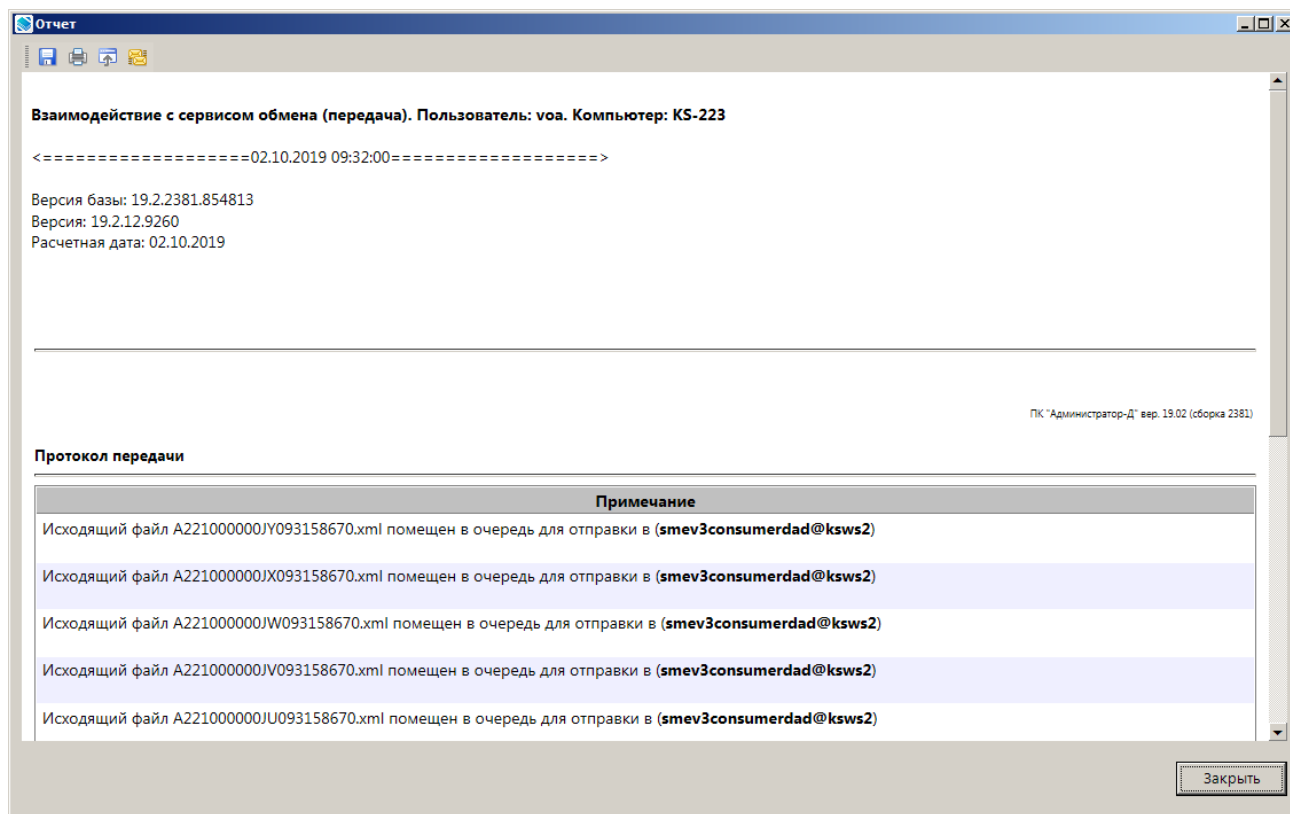 Отчет
Взаимодействие с сервисом обмена (передача). Пользователь: voa. Компьютер: KS-223
<===================02.10.2019 09:32:00===================>
Версия базы: 19.2.2381.854813
Версия: 19.2.12.9260
Расчетная дата: 02.10.2019
ПК "Администратор-Д" вер. 19.02 (сборка 2381)
Протокол передачи
Примечание
Исходящий файл A221000000JY093158670.xml помещен в очередь для отправки в (smev3consumerdad@ksws2)
Исходящий файл A221000000JX093158670.xml помещен в очередь для отправки в (smev3consumerdad@ksws2)
Исходящий файл A221000000JW093158670.xml помещен в очередь для отправки в (smev3consumerdad@ksws2)
Исходящий файл A221000000JV093158670.xml помещен в очередь для отправки в (smev3consumerdad@ksws2)
Исходящий файл A221000000JU093158670.xml помещен в очередь для отправки в (smev3consumerdad@ksws2)
Закрыть